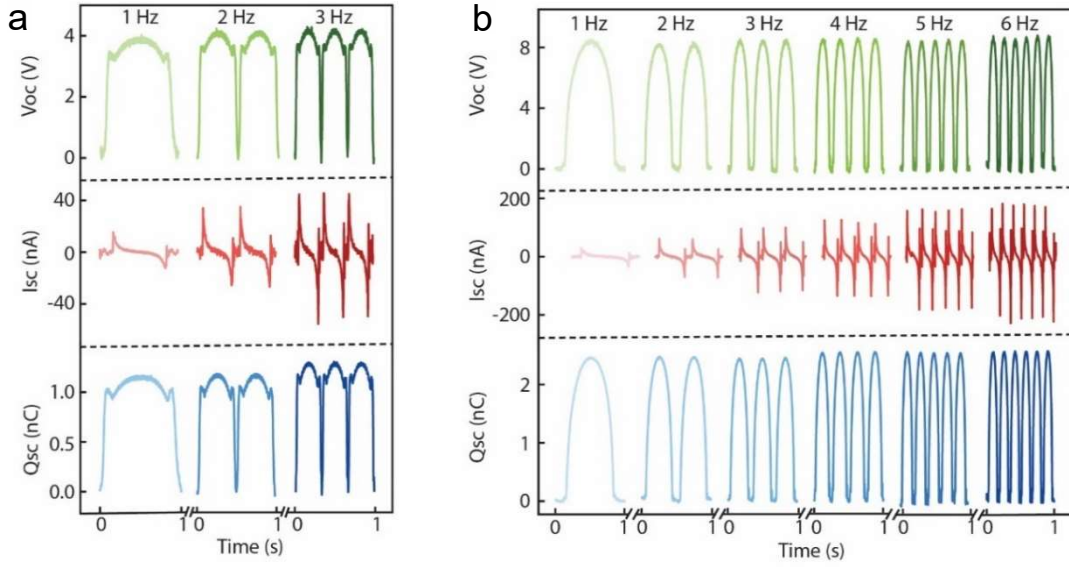 a
1 Hz 2 Hz 3 Hz
Voc (V)
4
2
0
Isc (nA)
40
0
-40
Qsc (nC)
1.0
0.5
0.0
0 1 0 1 0 1
Time (s)
b
1 Hz 2 Hz 3 Hz 4 Hz 5 Hz 6 Hz
Voc (V)
8
4
0
Isc (nA)
200
0
-200
Qsc (nC)
2
1
0
0 1 0 1 0 1 0 1 0 1 0 1
Time (s)